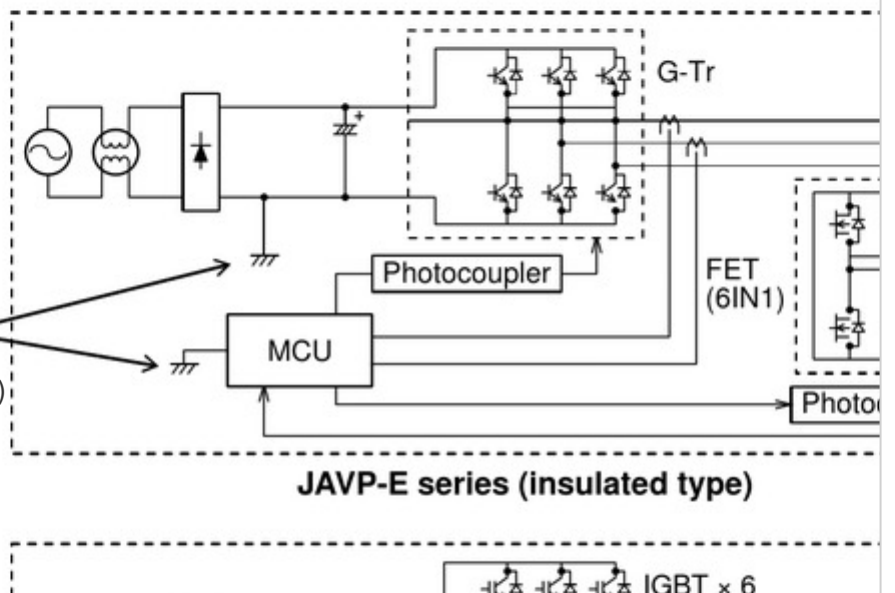 G-Tr
+
Photocoupler
FET
(6IN1)
MCU
)
JAVP-E series (insulated type)
IGBT × 6